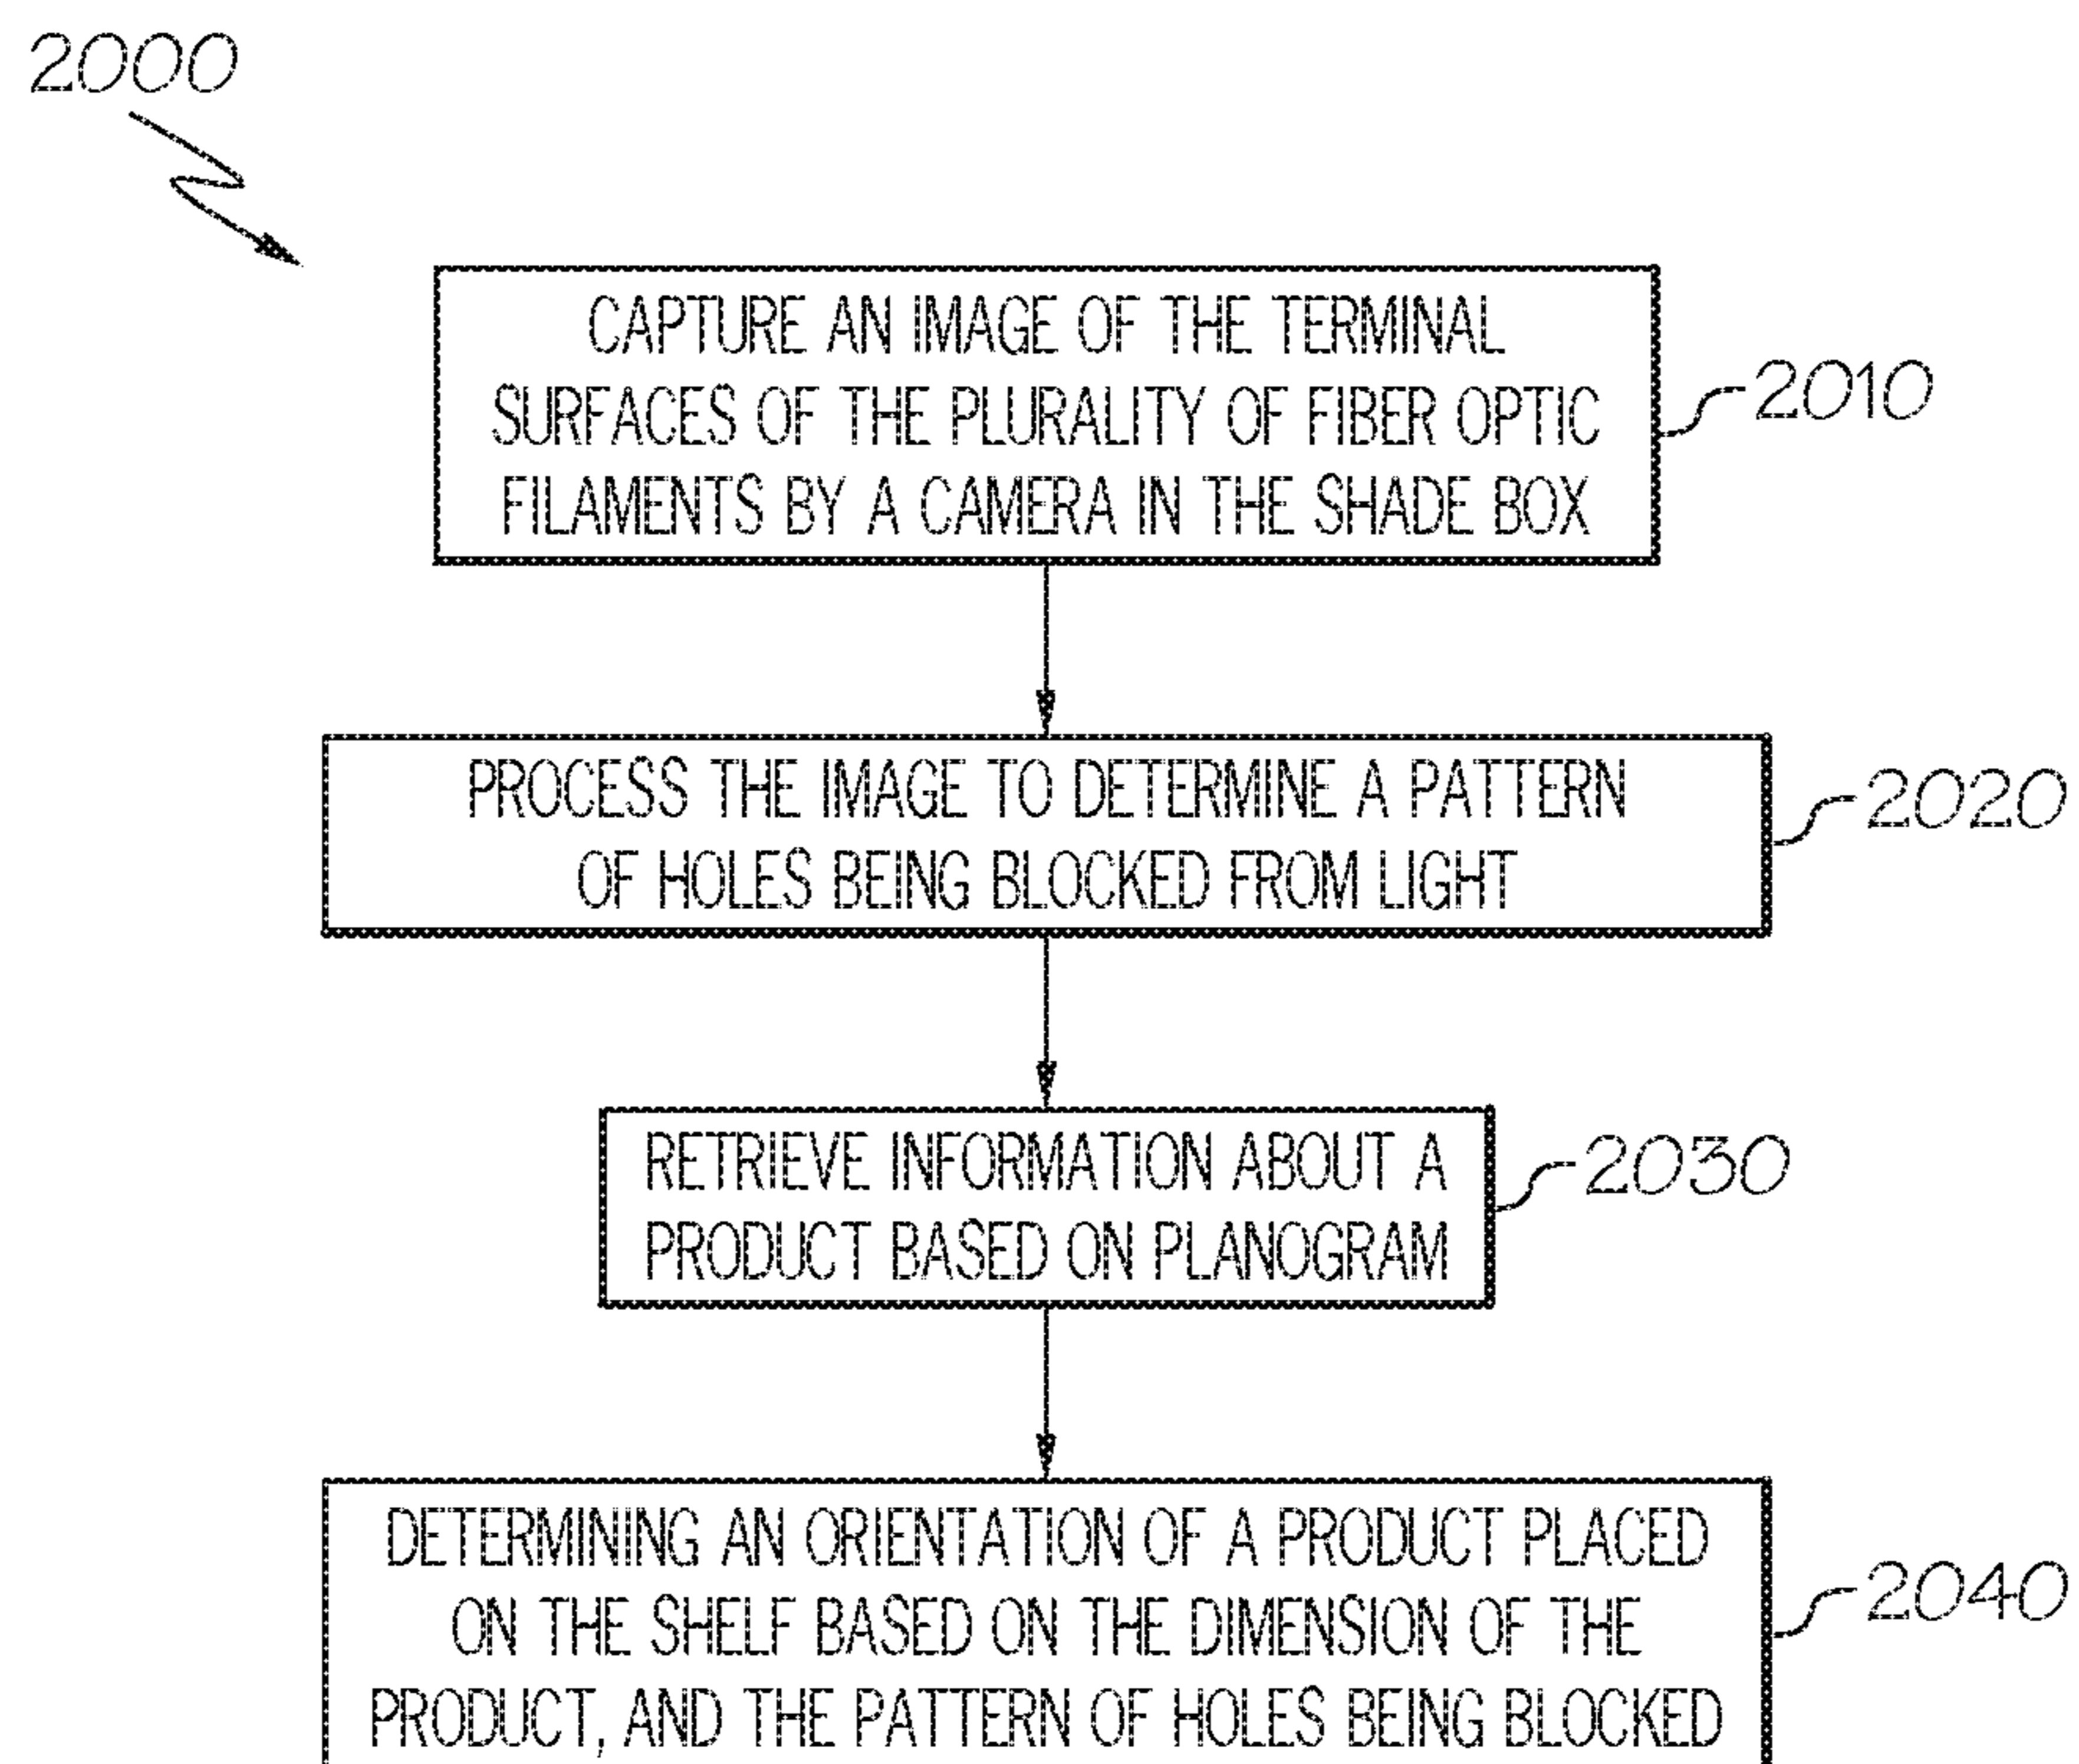 2000
CAPTURE AN IMAGE OF THE TERMINAL
SURFACES OF THE PLURALITY OF FIBER OPTIC
FILAMENTS BY A CAMERA IN THE SHADE BOX
2010
PROCESS THE IMAGE TO DETERMINE A PATTERN
OF HOLES BEING BLOCKED FROM LIGHT
2020
RETRIEVE INFORMATION ABOUT A
PRODUCT BASED ON PLANOGRAM
2030
DETERMINING AN ORIENTATION OF A PRODUCT PLACED
ON THE SHELF BASED ON THE DIMENSION OF THE
PRODUCT, AND THE PATTERN OF HOLES BEING BLOCKED
2040